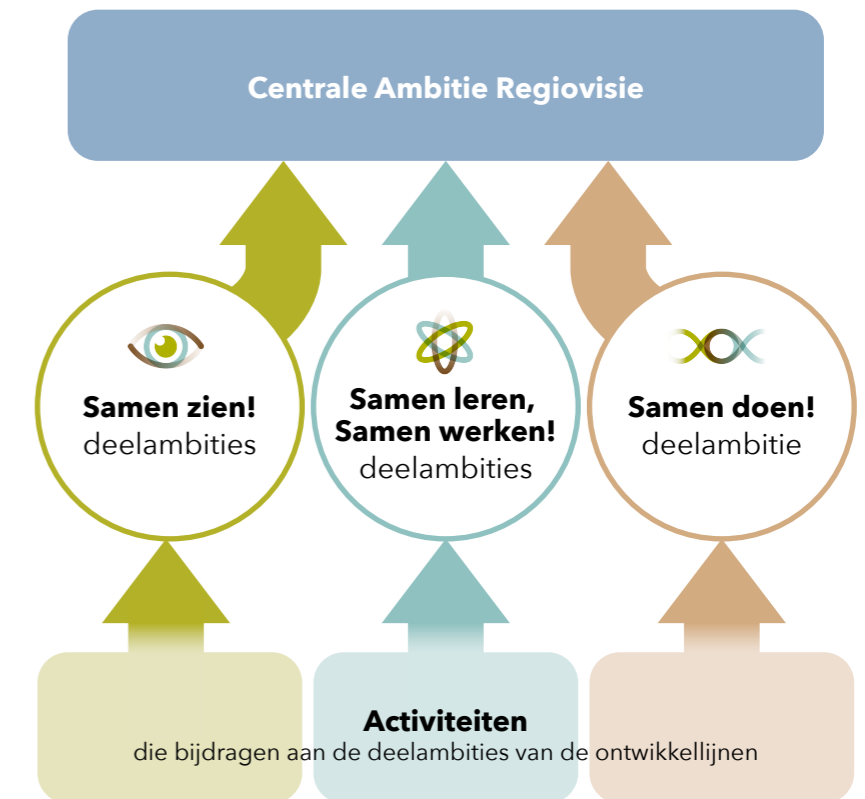 Centrale Ambitie Regiovisie
Samen zien!
deelambities
Samen leren,
Samen werken!
deelambities
Samen doen!
deelambitie
Activiteiten
die bijdragen aan de deelambities van de ontwikkellijnen